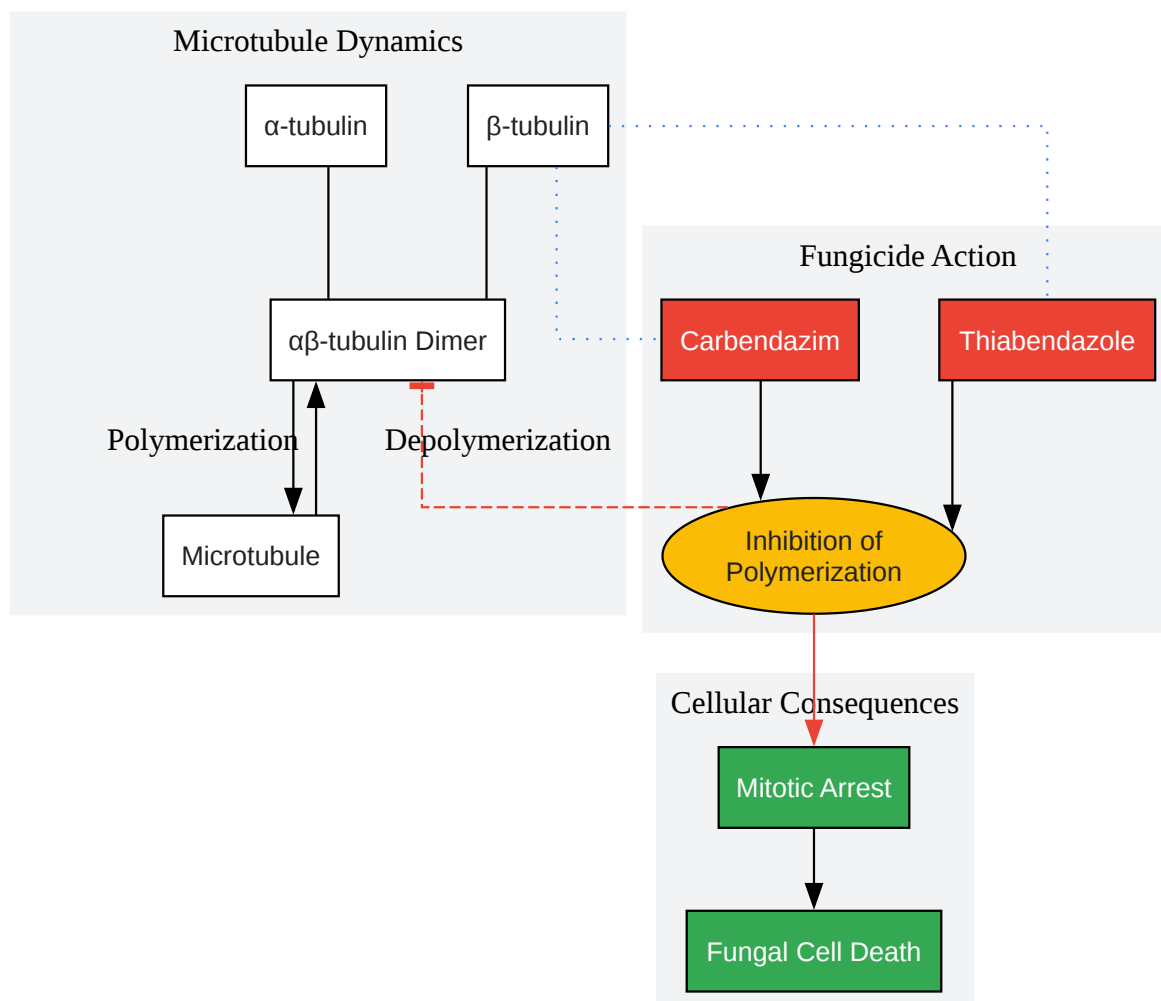 Microtubule Dynamics
α-tubulin
β-tubulin
αβ-tubulin Dimer
Polymerization
Depolymerization
Microtubule
Fungicide Action
Carbendazim
Thiabendazole
Inhibition of
Polymerization
Cellular Consequences
Mitotic Arrest
Fungal Cell Death